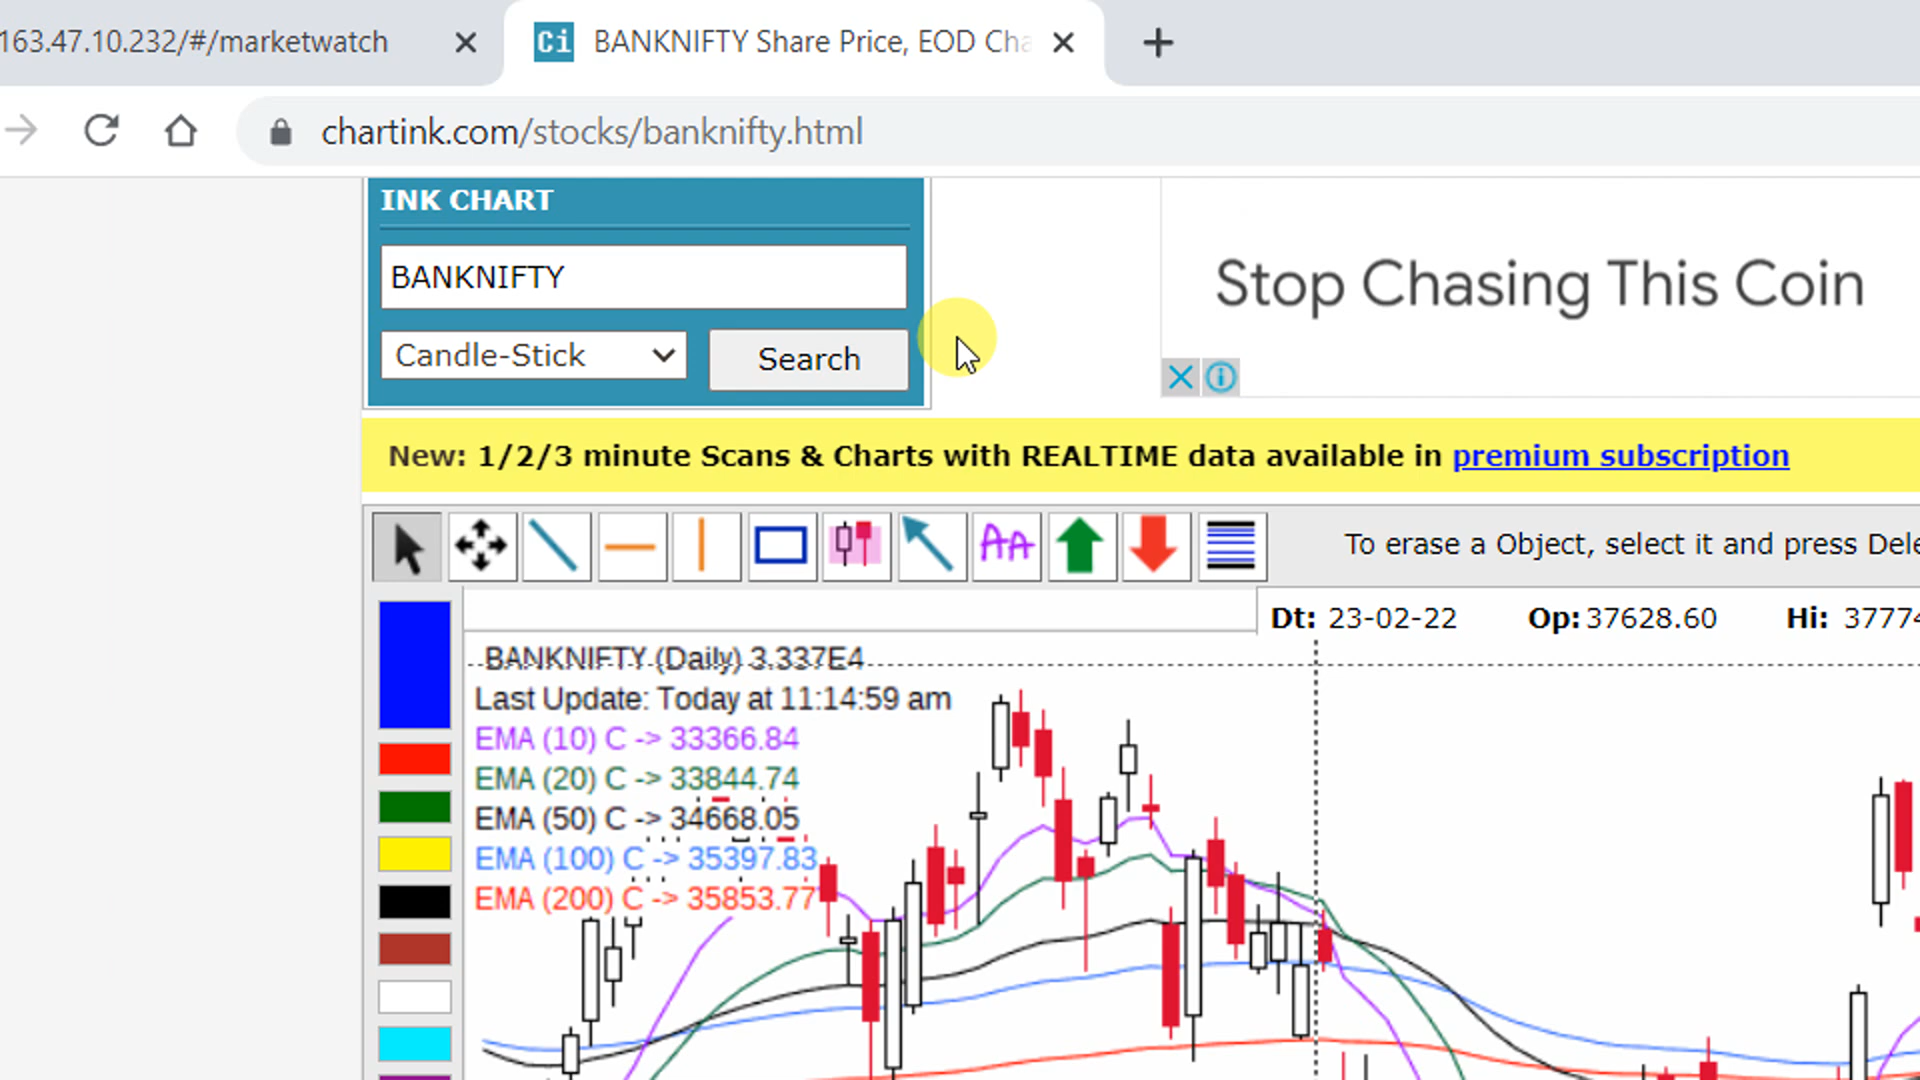 163.47.10.232/#/marketwatch
Ci BANKNIFTY Share Price, EOD Cha
chartink.com/stocks/banknifty.html
INK CHART
BANKNIFTY
Candle-Stick
Search
Stop Chasing This Coin
New: 1/2/3 minute Scans & Charts with REALTIME data available in premium subscription
AA
To erase a Object, select it and press Dele
Dt: 23-02-22 Op: 37628.60 Hi: 3777
BANKNIFTY (Daily) 3.337E4
Last Update: Today at 11:14:59 am
EMA (10) C -> 33366.84
EMA (20) C -> 33844.74
EMA (50) C -> 34668.05
EMA (100) C -> 35397.83
EMA (200) C -> 35853.77